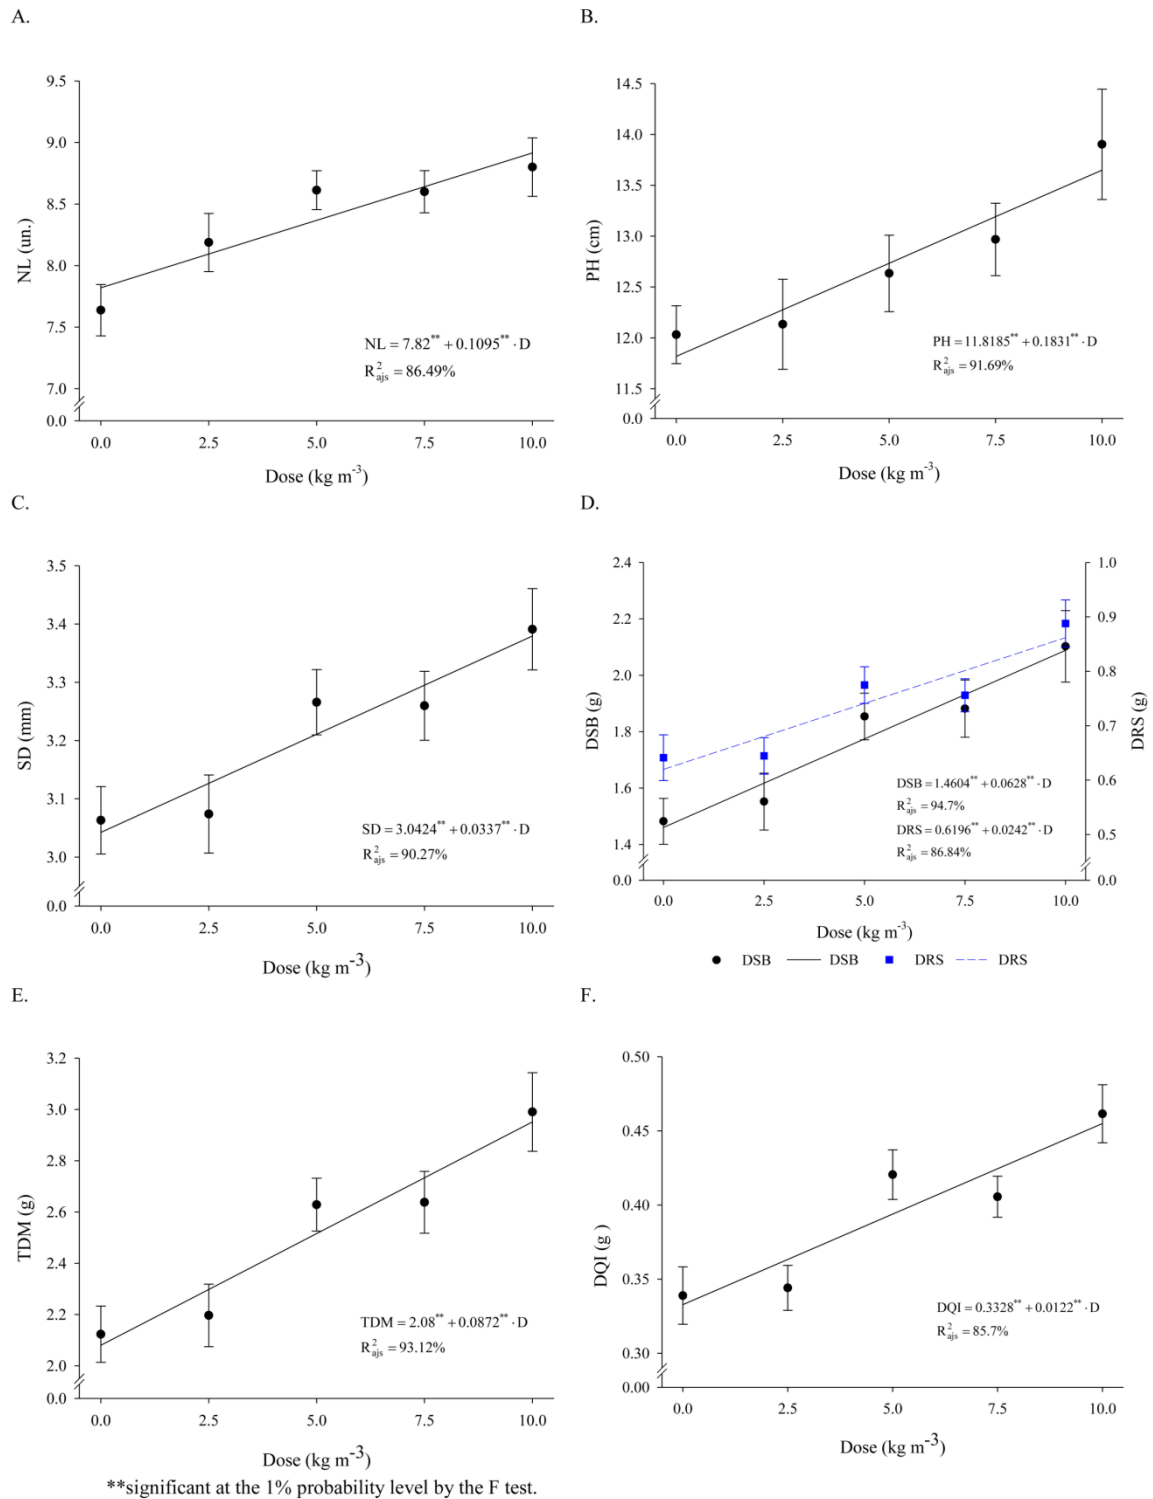 A.
9.5
9.0
8.5
8.0
7.5
7.0
0.0
NL (un.)
NL = 7.82** + 0.1095** · D
R²ajs = 86.49%
0.0 2.5 5.0 7.5 10.0
Dose (kg m-3)
B.
14.5
14.0
13.5
13.0
12.5
12.0
11.5
0.0
PH (cm)
PH = 11.8185** + 0.1831** · D
R²ajs = 91.69%
0.0 2.5 5.0 7.5 10.0
Dose (kg m-3)
C.
3.5
3.4
3.3
3.2
3.1
3.0
0.0
SD (mm)
SD = 3.0424** + 0.0337** · D
R²ajs = 90.27%
0.0 2.5 5.0 7.5 10.0
Dose (kg m-3)
D.
2.4
2.2
2.0
1.8
1.6
1.4
0.0
DSB (g)
1.0
0.9
0.8
0.7
0.6
0.5
0.0
DRS (g)
DSB = 1.4604** + 0.0628** · D
R²ajs = 94.7%
DRS = 0.6196** + 0.0242** · D
R²ajs = 86.84%
0.0 2.5 5.0 7.5 10.0
Dose (kg m-3)
DSB DSB DRS DRS
E.
3.2
3.0
2.8
2.6
2.4
2.2
2.0
0.0
TDM (g)
TDM = 2.08** + 0.0872** · D
R²ajs = 93.12%
0.0 2.5 5.0 7.5 10.0
Dose (kg m-3)
F.
0.50
0.45
0.40
0.35
0.30
0.00
DQI (g )
DQI = 0.3328** + 0.0122** · D
R²ajs = 85.7%
0.0 2.5 5.0 7.5 10.0
Dose (kg m-3)
**significant at the 1% probability level by the F test.